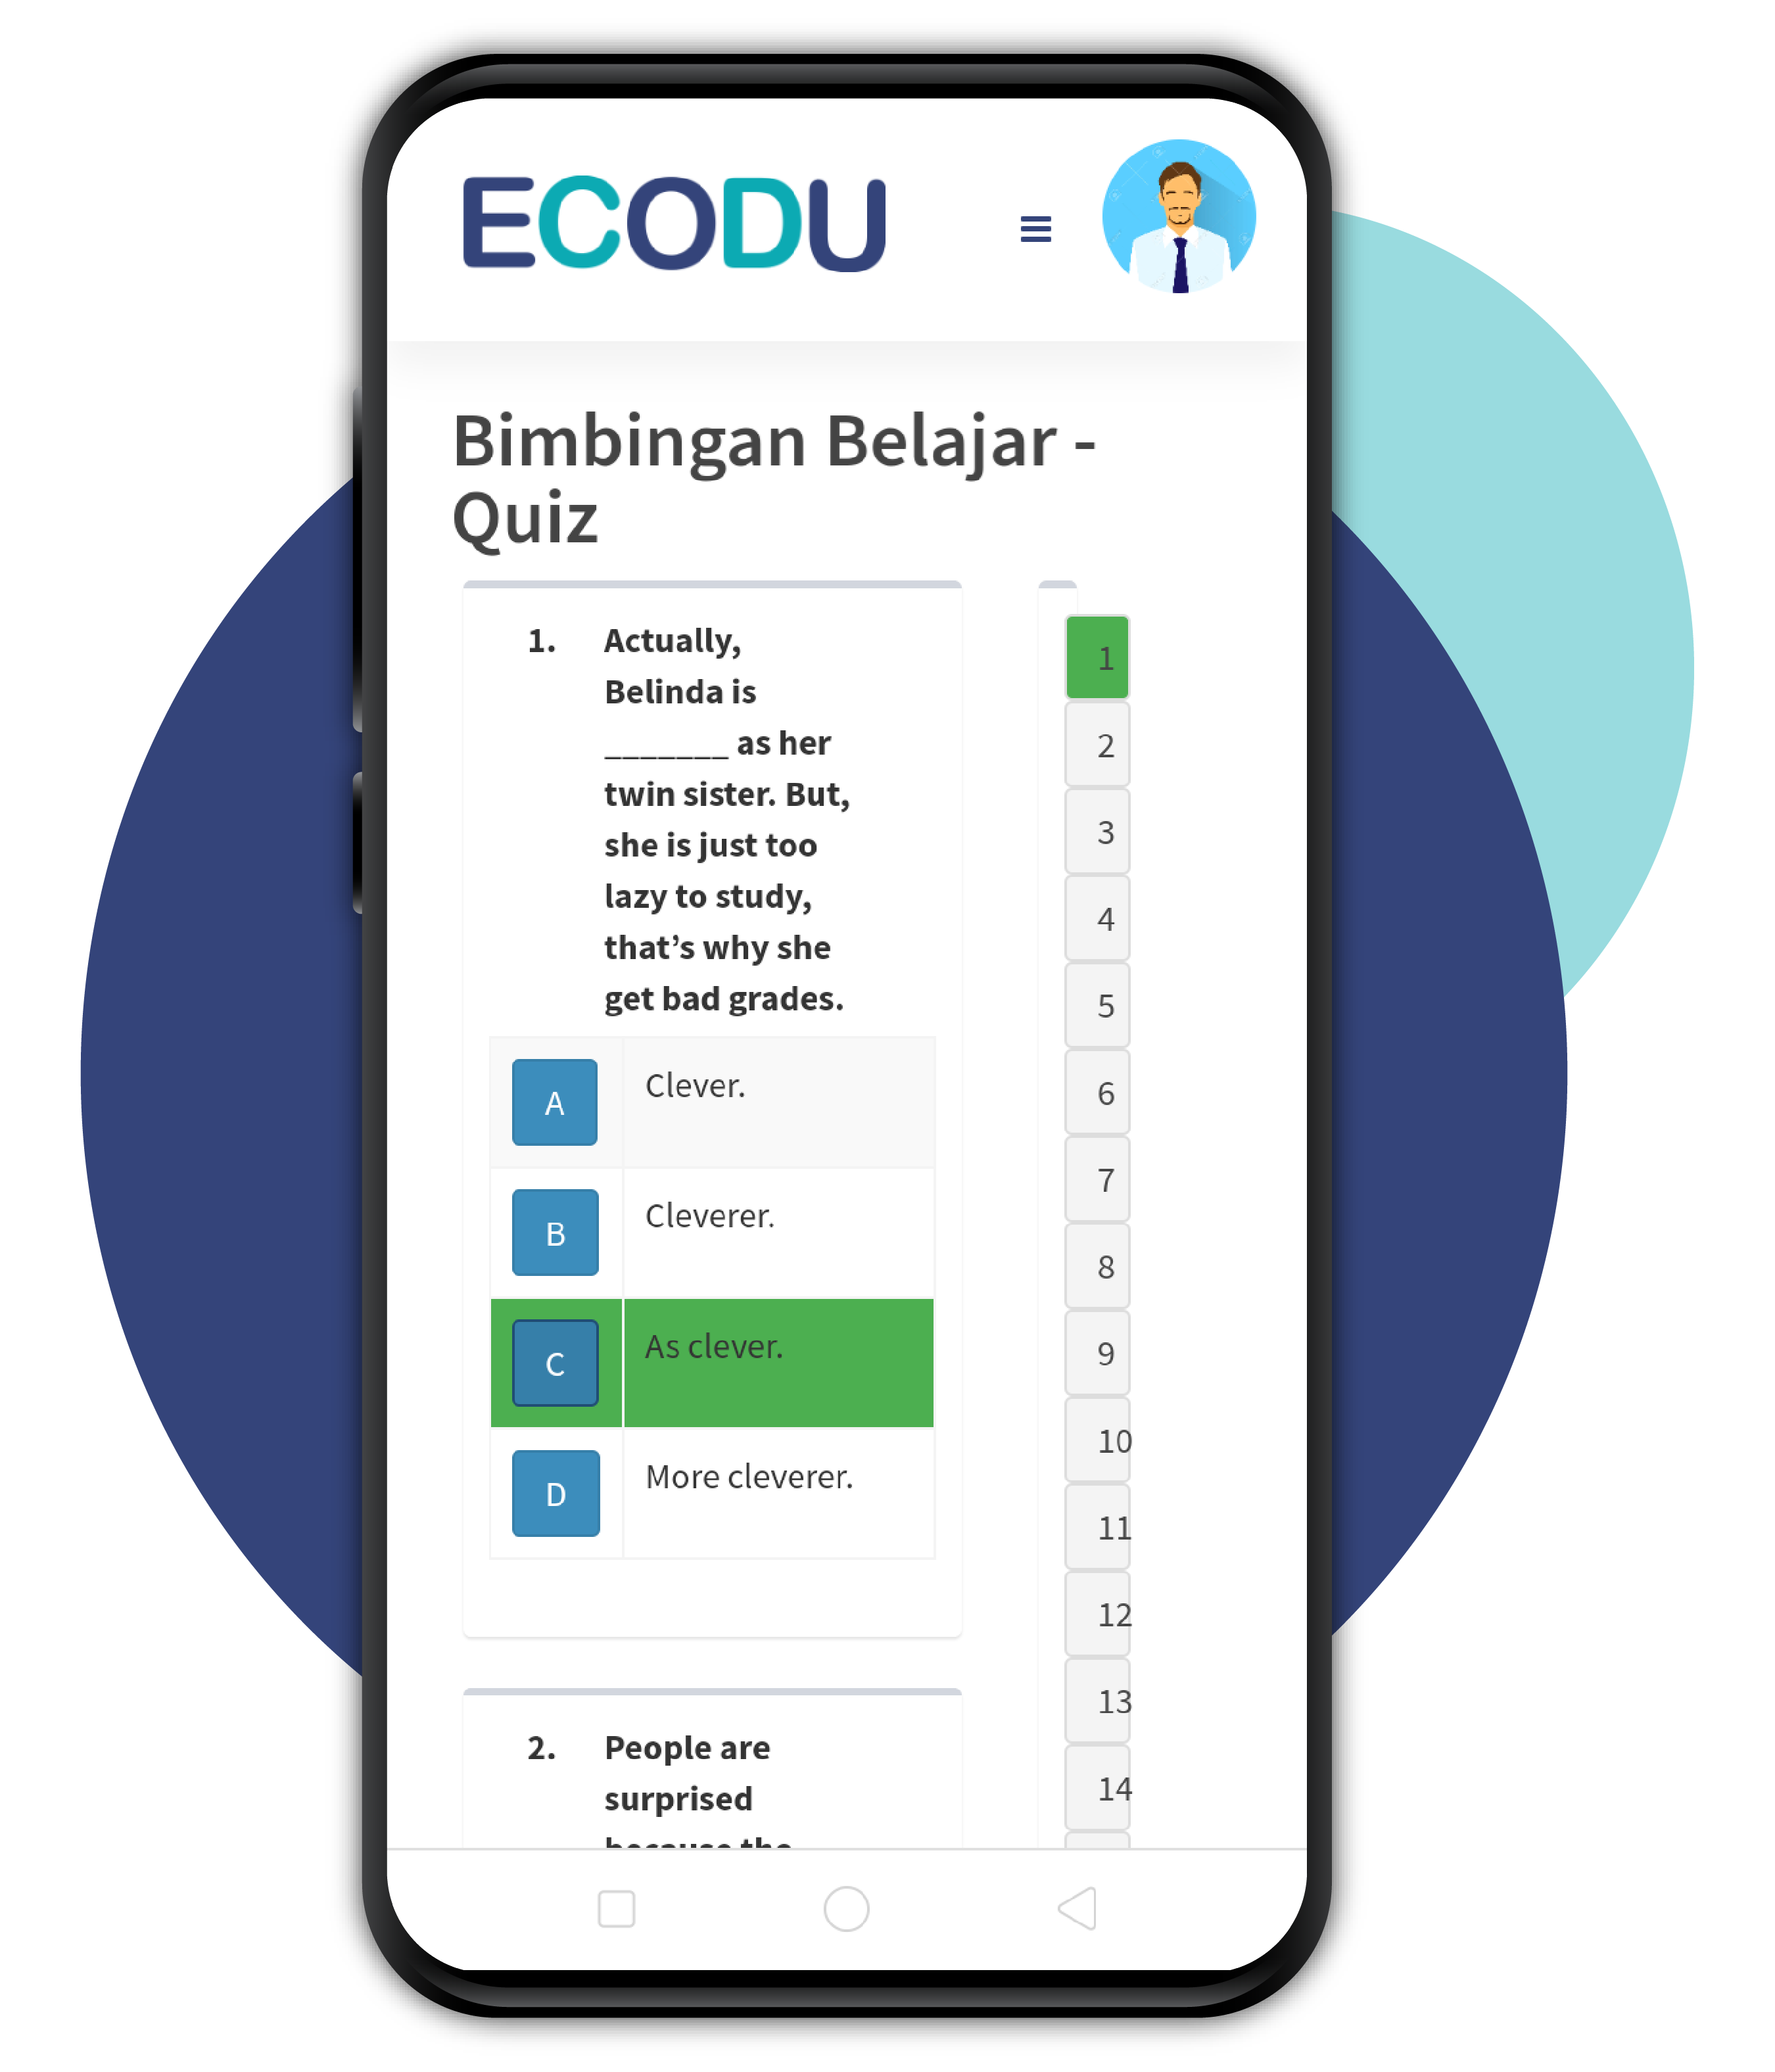 ECODU
Bimbingan Belajar -
Quiz
1. Actually,
Belinda is
_______ as her
twin sister. But,
she is just too
lazy to study,
that’s why she
get bad grades.
A Clever.
B Cleverer.
C As clever.
D More cleverer.
2. People are
surprised
because the
1
2
3
4
5
6
7
8
9
10
11
12
13
14